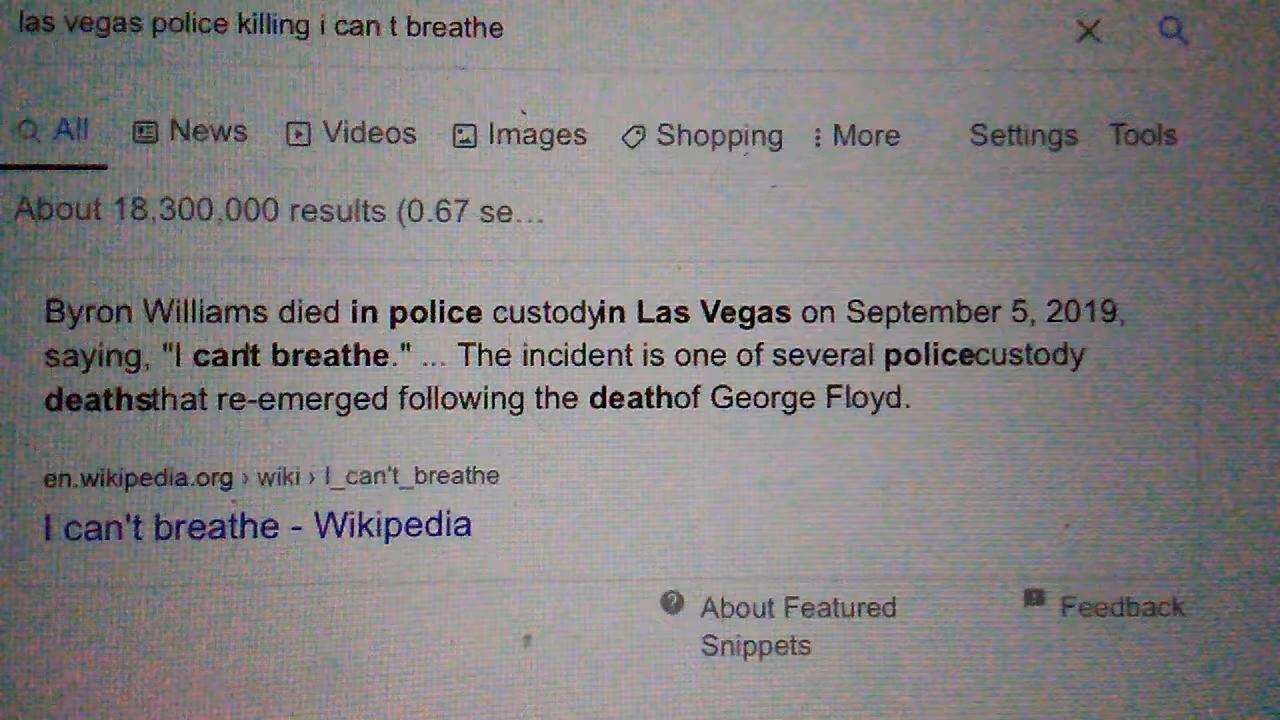 las vegas police killing i can t breathe
All News Videos Images Shopping More Settings Tools
About 18,300,000 results (0.67 se...
Byron Williams died in police custodyin Las Vegas on September 5, 2019,
saying, "I can't breathe." ... The incident is one of several policecustody
deathsthat re-emerged following the deathof George Floyd.
en.wikipedia.org › wiki › I_can't_breathe
I can't breathe - Wikipedia
About Featured Feedback
Snippets